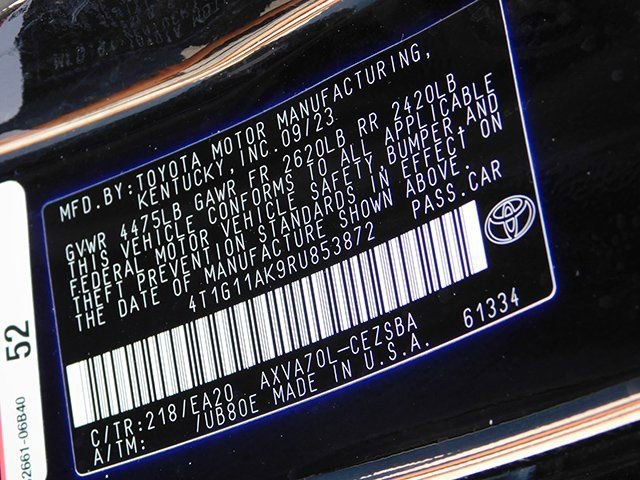 MFD. BY: TOYOTA MOTOR MANUFACTURING,
KENTUCKY, INC. 09/23
GVWR 4475LB GAWR FR 2620LB RR 2420LB
THIS VEHICLE CONFORMS TO ALL APPLICABLE
FEDERAL MOTOR VEHICLE SAFETY, BUMPER, AND
THEFT PREVENTION STANDARDS IN EFFECT ON
THE DATE OF MANUFACTURE SHOWN ABOVE.
4T1G11AK9RU853872 PASS. CAR
61334
C/TR: 218/EA20 AXVA70L-CEZSBA
A/TM: /UB80E MADE IN U.S.A.
52
2661-06B40